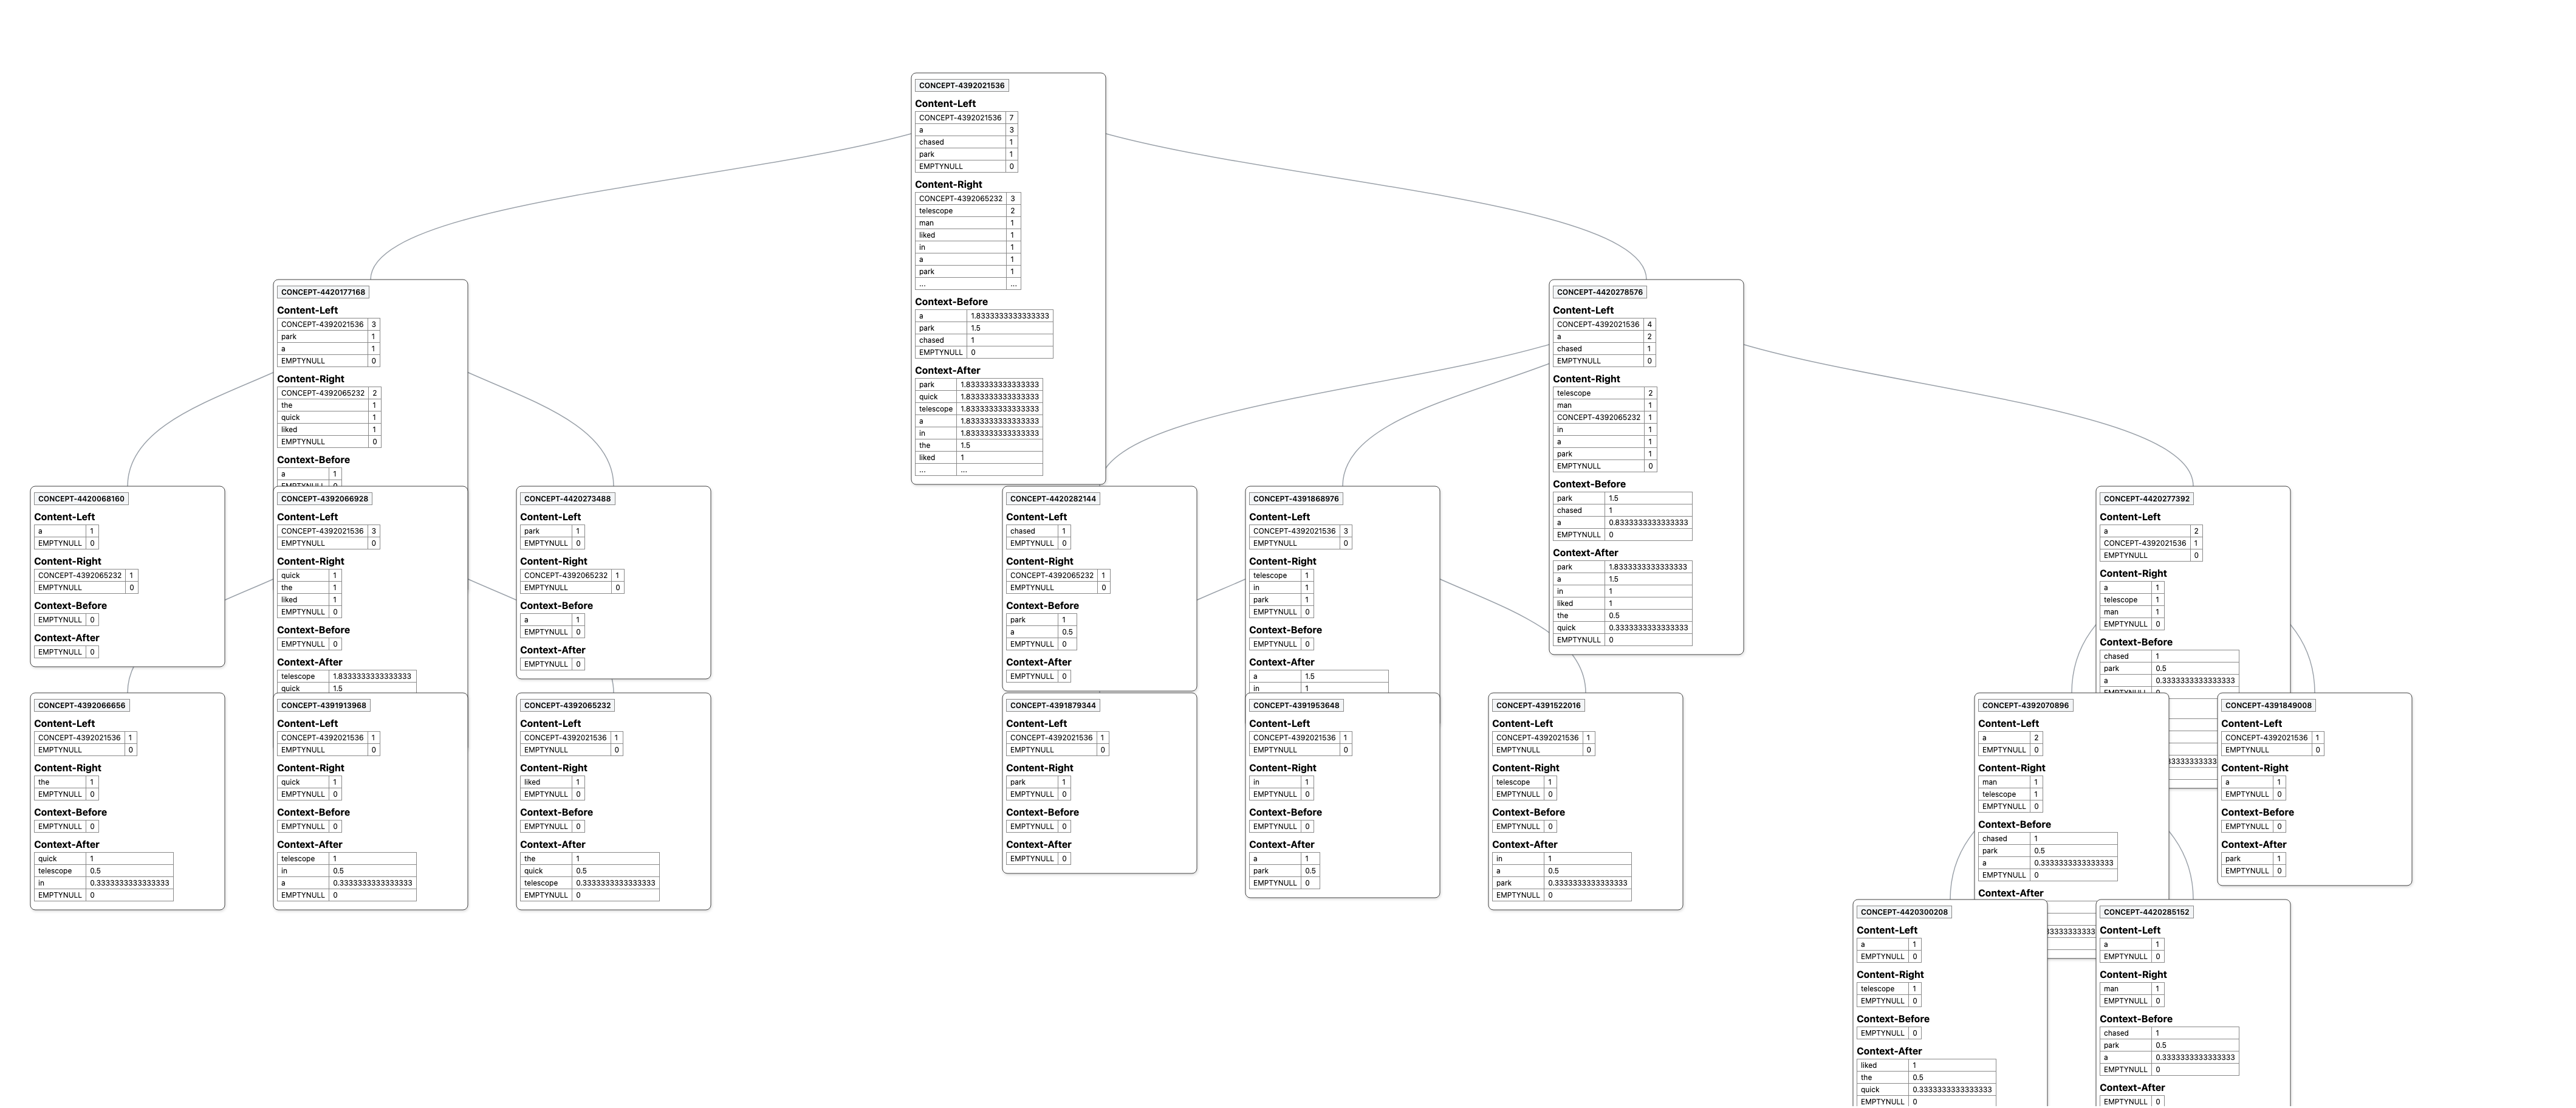 CONCEPT-4392021536
Content-Left
CONCEPT-4392021536 7
a 3
chased 1
park 1
EMPTYNULL 0
Content-Right
CONCEPT-4392065232 3
telescope 2
man 1
liked 1
in 1
a 1
park 1
... ...
Context-Before
a 1.8333333333333333
park 1.5
chased 1
EMPTYNULL 0
Context-After
park 1.8333333333333333
quick 1.8333333333333333
telescope 1.8333333333333333
a 1.8333333333333333
in 1.8333333333333333
the 1.5
liked 1
... ...
CONCEPT-4420177168
Content-Left
CONCEPT-4392021536 3
park 1
a 1
EMPTYNULL 0
Content-Right
CONCEPT-4392065232 2
the 1
quick 1
liked 1
EMPTYNULL 0
Context-Before
a 1
EMPTYNULL 0
CONCEPT-4420278576
Content-Left
CONCEPT-4392021536 4
a 2
chased 1
EMPTYNULL 0
Content-Right
telescope 2
man 1
CONCEPT-4392065232 1
in 1
a 1
park 1
EMPTYNULL 0
Context-Before
park 1.5
chased 1
a 0.8333333333333333
EMPTYNULL 0
Context-After
park 1.8333333333333333
a 1.5
in 1
liked 1
the 0.5
quick 0.3333333333333333
EMPTYNULL 0
CONCEPT-4420068160
Content-Left
a 1
EMPTYNULL 0
Content-Right
CONCEPT-4392065232 1
EMPTYNULL 0
Context-Before
EMPTYNULL 0
Context-After
EMPTYNULL 0
CONCEPT-4392066928
Content-Left
CONCEPT-4392021536 3
EMPTYNULL 0
Content-Right
quick 1
the 1
liked 1
EMPTYNULL 0
Context-Before
EMPTYNULL 0
Context-After
telescope 1.8333333333333333
quick 1.5
CONCEPT-4420273488
Content-Left
park 1
EMPTYNULL 0
Content-Right
CONCEPT-4392065232 1
EMPTYNULL 0
Context-Before
a 1
EMPTYNULL 0
Context-After
EMPTYNULL 0
CONCEPT-4420282144
Content-Left
chased 1
EMPTYNULL 0
Content-Right
CONCEPT-4392065232 1
EMPTYNULL 0
Context-Before
park 1
a 0.5
EMPTYNULL 0
Context-After
EMPTYNULL 0
CONCEPT-4391868976
Content-Left
CONCEPT-4392021536 3
EMPTYNULL 0
Content-Right
telescope 1
in 1
park 1
EMPTYNULL 0
Context-Before
EMPTYNULL 0
Context-After
a 1.5
in 1
CONCEPT-4420277392
Content-Left
a 2
CONCEPT-4392021536 1
EMPTYNULL 0
Content-Right
a 1
telescope 1
man 1
EMPTYNULL 0
Context-Before
chased 1
park 0.5
a 0.3333333333333333
CONCEPT-4392066656
Content-Left
CONCEPT-4392021536 1
EMPTYNULL 0
Content-Right
the 1
EMPTYNULL 0
Context-Before
EMPTYNULL 0
Context-After
quick 1
telescope 0.5
in 0.3333333333333333
EMPTYNULL 0
CONCEPT-4391913968
Content-Left
CONCEPT-4392021536 1
EMPTYNULL 0
Content-Right
quick 1
EMPTYNULL 0
Context-Before
EMPTYNULL 0
Context-After
telescope 1
in 0.5
a 0.3333333333333333
EMPTYNULL 0
CONCEPT-4392065232
Content-Left
CONCEPT-4392021536 1
EMPTYNULL 0
Content-Right
liked 1
EMPTYNULL 0
Context-Before
EMPTYNULL 0
Context-After
the 1
quick 0.5
telescope 0.3333333333333333
EMPTYNULL 0
CONCEPT-4391879344
Content-Left
CONCEPT-4392021536 1
EMPTYNULL 0
Content-Right
park 1
EMPTYNULL 0
Context-Before
EMPTYNULL 0
Context-After
EMPTYNULL 0
CONCEPT-4391953648
Content-Left
CONCEPT-4392021536 1
EMPTYNULL 0
Content-Right
in 1
EMPTYNULL 0
Context-Before
EMPTYNULL 0
Context-After
a 1
park 0.5
EMPTYNULL 0
CONCEPT-4391522016
Content-Left
CONCEPT-4392021536 1
EMPTYNULL 0
Content-Right
telescope 1
EMPTYNULL 0
Context-Before
EMPTYNULL 0
Context-After
in 1
a 0.5
park 0.3333333333333333
EMPTYNULL 0
CONCEPT-4392070896
Content-Left
a 2
EMPTYNULL 0
Content-Right
man 1
telescope 1
EMPTYNULL 0
Context-Before
chased 1
park 0.5
a 0.3333333333333333
EMPTYNULL 0
Context-After
CONCEPT-4391849008
Content-Left
CONCEPT-4392021536 1
EMPTYNULL 0
Content-Right
a 1
EMPTYNULL 0
Context-Before
EMPTYNULL 0
Context-After
park 1
EMPTYNULL 0
CONCEPT-4420300208
Content-Left
a 1
EMPTYNULL 0
Content-Right
telescope 1
EMPTYNULL 0
Context-Before
EMPTYNULL 0
Context-After
liked 1
the 0.5
quick 0.3333333333333333
EMPTYNULL 0
CONCEPT-4420285152
Content-Left
a 1
EMPTYNULL 0
Content-Right
man 1
EMPTYNULL 0
Context-Before
chased 1
park 0.5
a 0.3333333333333333
EMPTYNULL 0
Context-After
EMPTYNULL 0